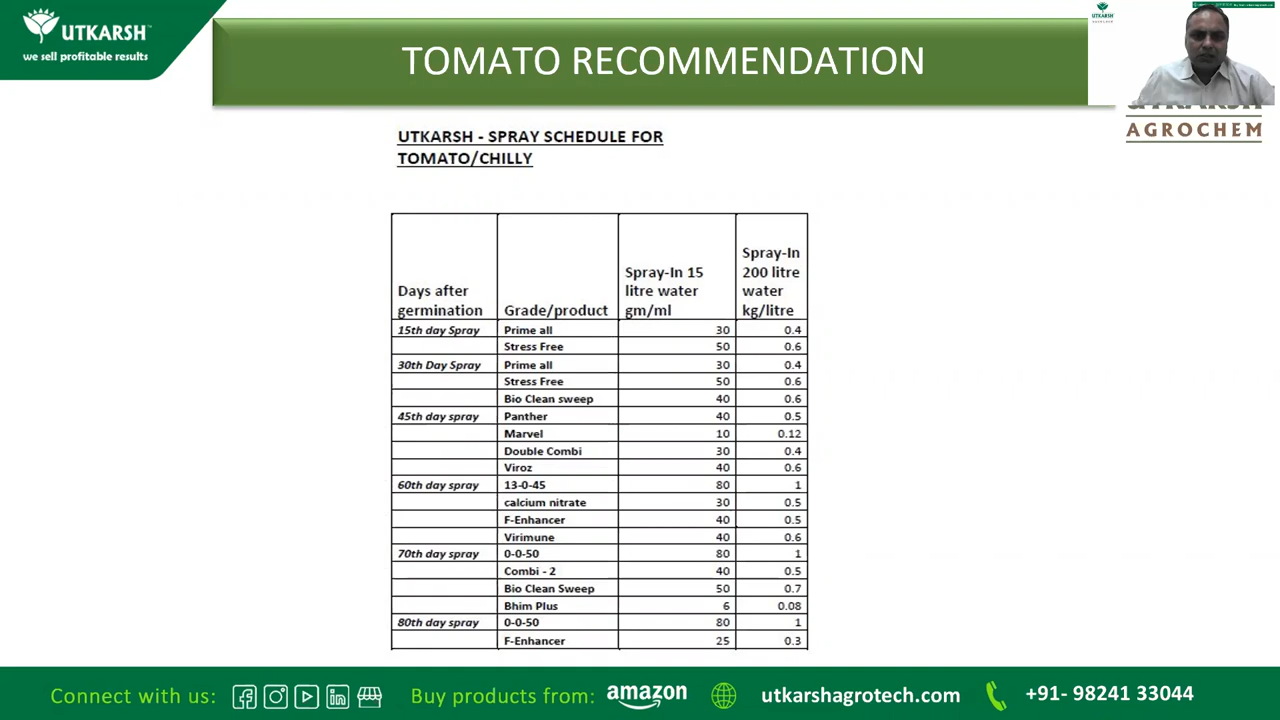 UTKARSH™
we sell profitable results
TOMATO RECOMMENDATION
UTKARSH
AGROCHEM
UTKARSH - SPRAY SCHEDULE FOR
TOMATO/CHILLY
Days after germination Grade/product Spray-In 15 litre water gm/ml Spray-In 200 litre water kg/litre
15th day Spray Prime all 30 0.4
Stress Free 50 0.6
30th Day Spray Prime all 30 0.4
Stress Free 50 0.6
Bio Clean sweep 40 0.6
45th day spray Panther 40 0.5
Marvel 10 0.12
Double Combi 30 0.4
Viroz 40 0.6
60th day spray 13-0-45 80 1
calcium nitrate 30 0.5
F-Enhancer 40 0.5
Virimune 40 0.6
70th day spray 0-0-50 80 1
Combi - 2 40 0.5
Bio Clean Sweep 50 0.7
Bhim Plus 6 0.08
80th day spray 0-0-50 80 1
F-Enhancer 25 0.3
Connect with us: Buy products from: amazon utkarshagrotech.com +91- 98241 33044